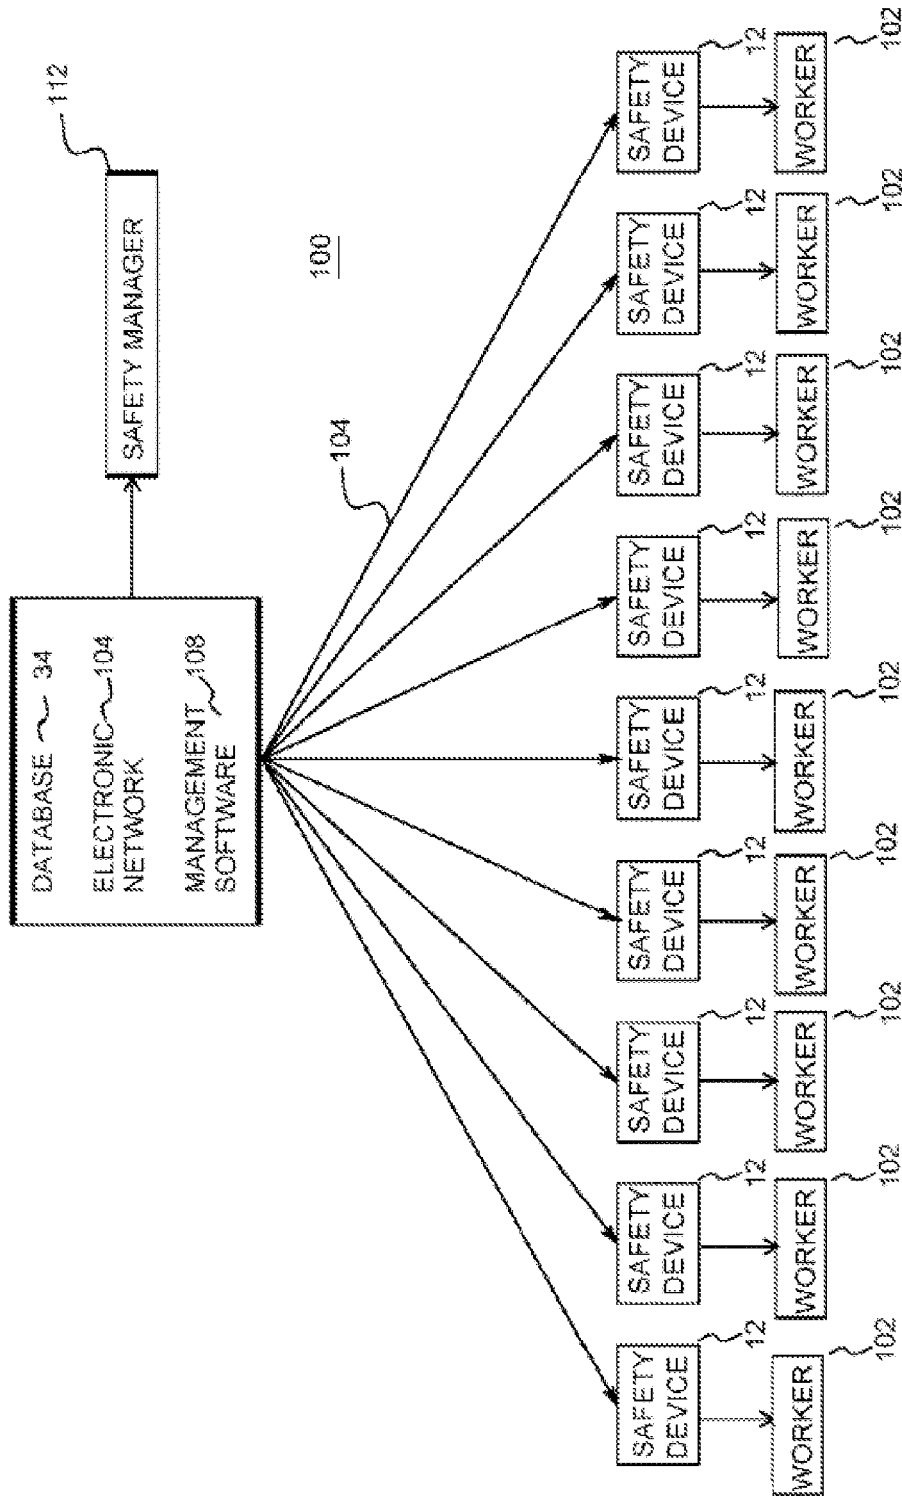 DATABASE 34
ELECTRONIC 104
NETWORK
MANAGEMENT 108
SOFTWARE
112
SAFETY MANAGER
100
104
SAFETY
DEVICE
12
SAFETY
DEVICE
12
SAFETY
DEVICE
12
SAFETY
DEVICE
12
SAFETY
DEVICE
12
SAFETY
DEVICE
12
SAFETY
DEVICE
12
SAFETY
DEVICE
12
SAFETY
DEVICE
12
WORKER
102
WORKER
102
WORKER
102
WORKER
102
WORKER
102
WORKER
102
WORKER
102
WORKER
102
WORKER
102